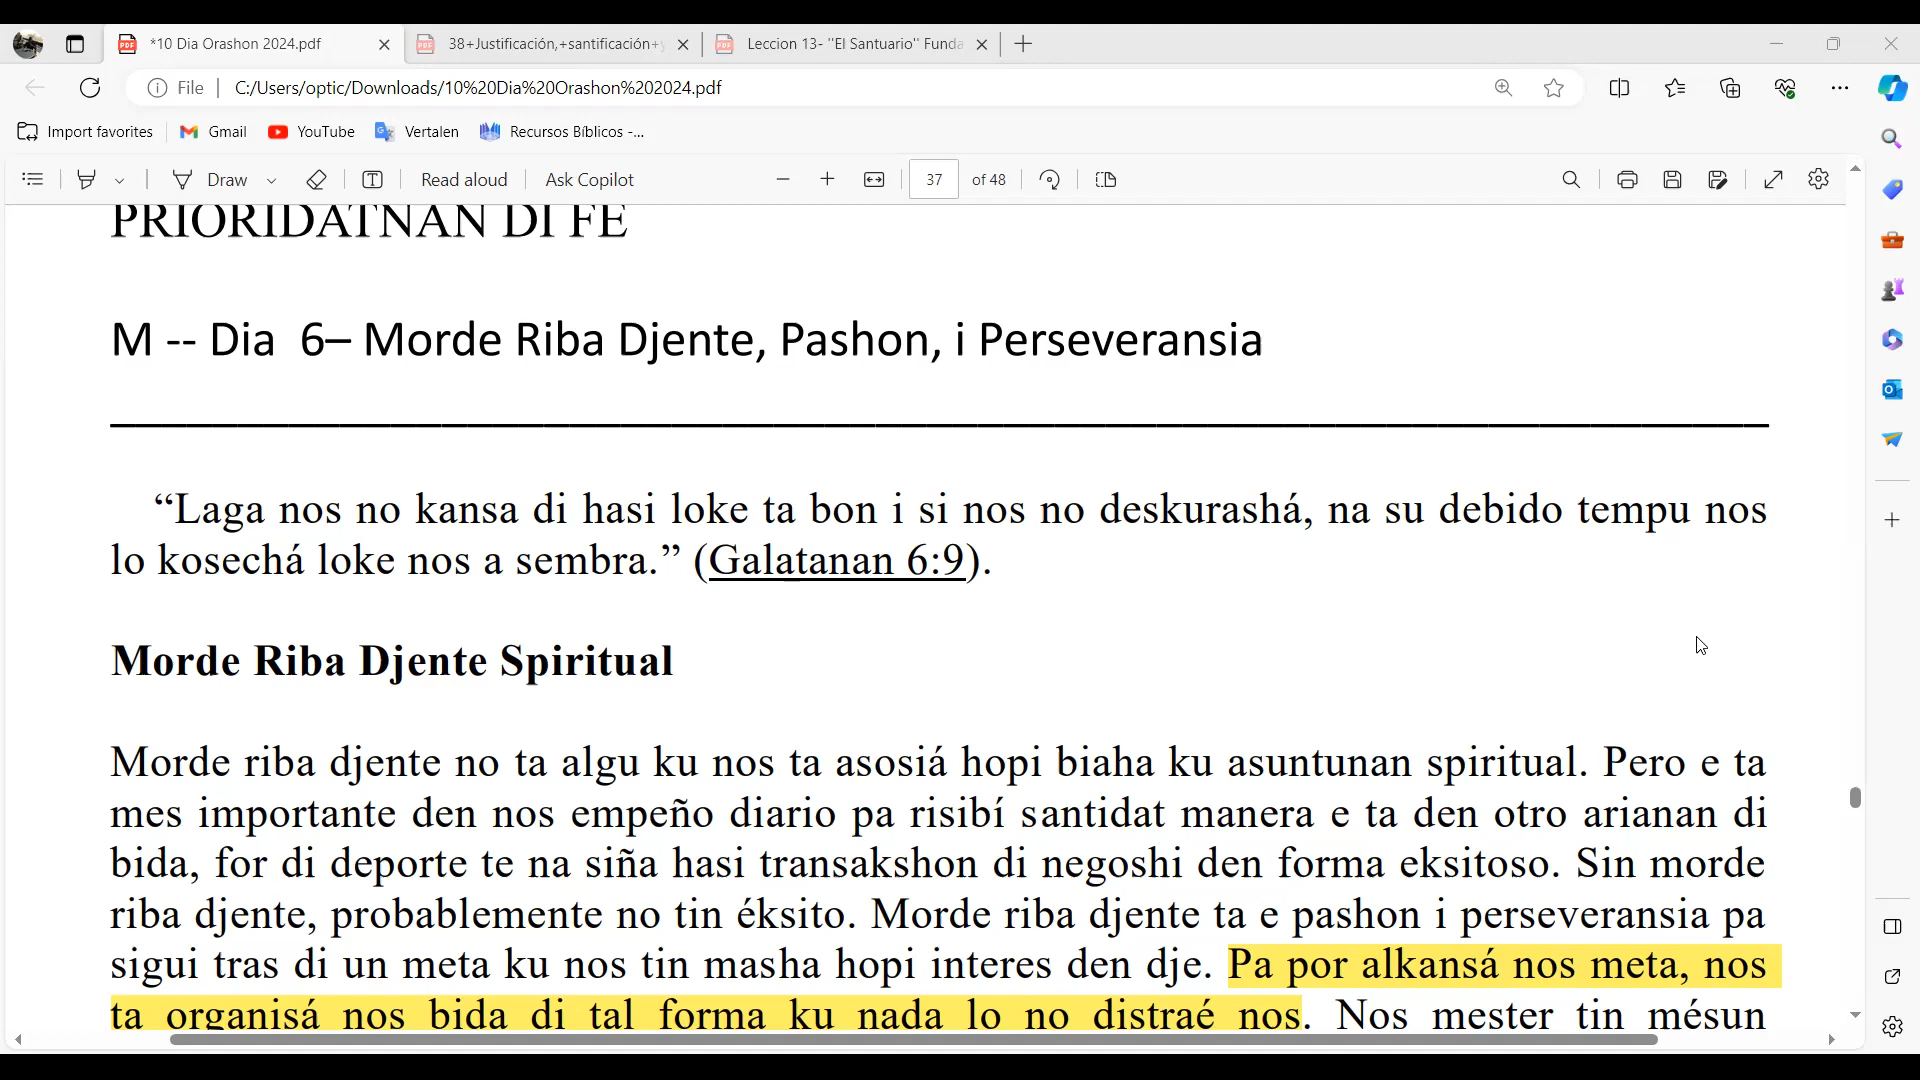 *10 Dia Orashon 2024.pdf
38+Justificación,+santificación+y
Leccion 13- "El Santuario" Funda
File
C:/Users/optic/Downloads/10%20Dia%20Orashon%202024.pdf
Import favorites
Gmail
YouTube
Vertalen
Recursos Bíblicos -...
Draw
Read aloud
Ask Copilot
37 of 48
PRIORIDATNAN DI FE
M -- Dia 6– Morde Riba Djente, Pashon, i Perseveransia
“Laga nos no kansa di hasi loke ta bon i si nos no deskurashá, na su debido tempu nos
lo kosechá loke nos a sembra.” (Galatanan 6:9).
Morde Riba Djente Spiritual
Morde riba djente no ta algu ku nos ta asosiá hopi biaha ku asuntunan spiritual. Pero e ta
mes importante den nos empeño diario pa risibí santidat manera e ta den otro arianan di
bida, for di deporte te na siña hasi transakshon di negoshi den forma eksitoso. Sin morde
riba djente, probablemente no tin éksito. Morde riba djente ta e pashon i perseveransia pa
sigui tras di un meta ku nos tin masha hopi interes den dje. Pa por alkansá nos meta, nos
ta organisá nos bida di tal forma ku nada lo no distraé nos. Nos mester tin mésun